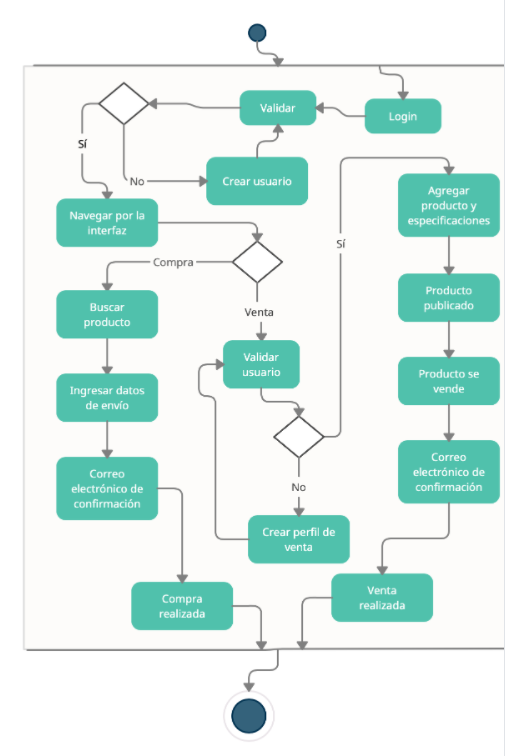 Validar
Login
Sí
No
Crear usuario
Navegar por la
interfaz
Compra
Venta
Buscar
producto
Ingresar datos
de envío
Correo
electrónico de
confirmación
Compra
realizada
Validar
usuario
No
Crear perfil de
venta
Sí
Agregar
producto y
especificaciones
Producto
publicado
Producto se
vende
Correo
electrónico de
confirmación
Venta
realizada